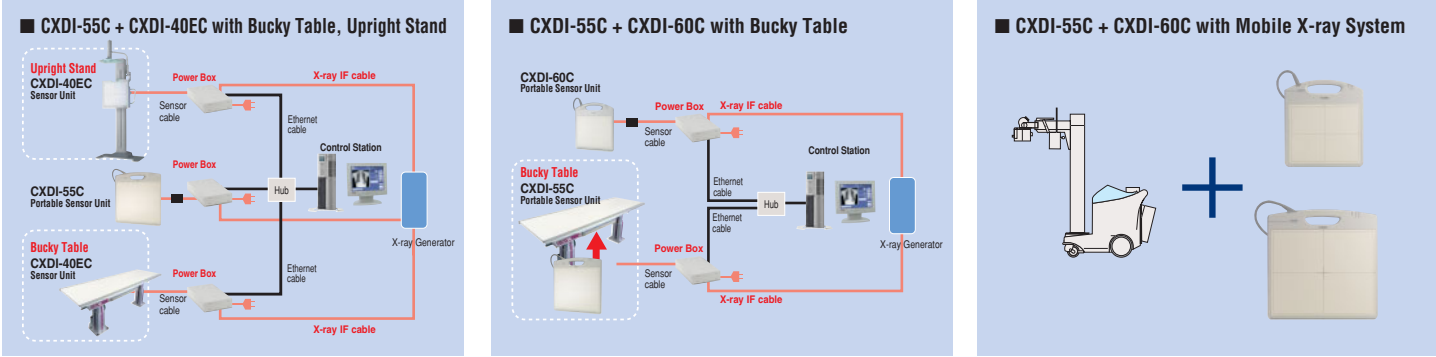 ■ CXDI-55C + CXDI-40EC with Bucky Table, Upright Stand
Upright Stand
CXDI-40EC
Sensor Unit
Power Box
X-ray IF cable
Sensor
cable
Ethernet
cable
Control Station
Power Box
CXDI-55C
Portable Sensor Unit
Hub
X-ray Generator
Bucky Table
CXDI-40EC
Sensor Unit
Power Box
Ethernet
cable
Sensor
cable
X-ray IF cable
■ CXDI-55C + CXDI-60C with Bucky Table
CXDI-60C
Portable Sensor Unit
Power Box
X-ray IF cable
Sensor
cable
Control Station
Bucky Table
CXDI-55C
Portable Sensor Unit
Ethernet
cable
Hub
Ethernet
cable
X-ray Generator
Power Box
Sensor
cable
X-ray IF cable
■ CXDI-55C + CXDI-60C with Mobile X-ray System